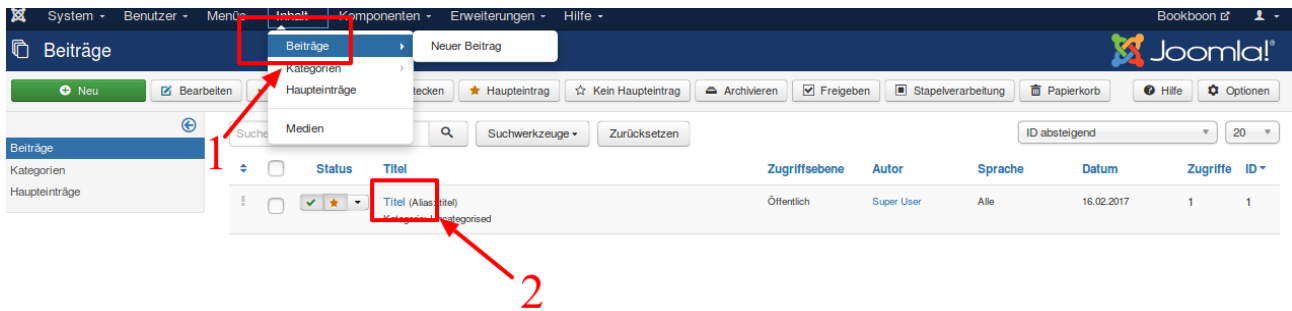 System Benutzer Menüs Inhalt Komponenten Erweiterungen Hilfe Bookboon
Beiträge Joomla!®
Beiträge Neuer Beitrag
Kategorien
Haupteinträge
Medien
Neu Bearbeiten Haupteintrag Kein Haupteintrag Archivieren Freigeben Stapelverarbeitung Papierkorb Hilfe Optionen
Suchwerkzeuge Zurücksetzen ID absteigend 20
1
Beiträge
Kategorien
Haupteinträge
Status Titel Zugriffsebene Autor Sprache Datum Zugriffe ID
Titel (Alias: titel) Öffentlich Super User Alle 16.02.2017 1 1
Kategorie: Uncategorised
2